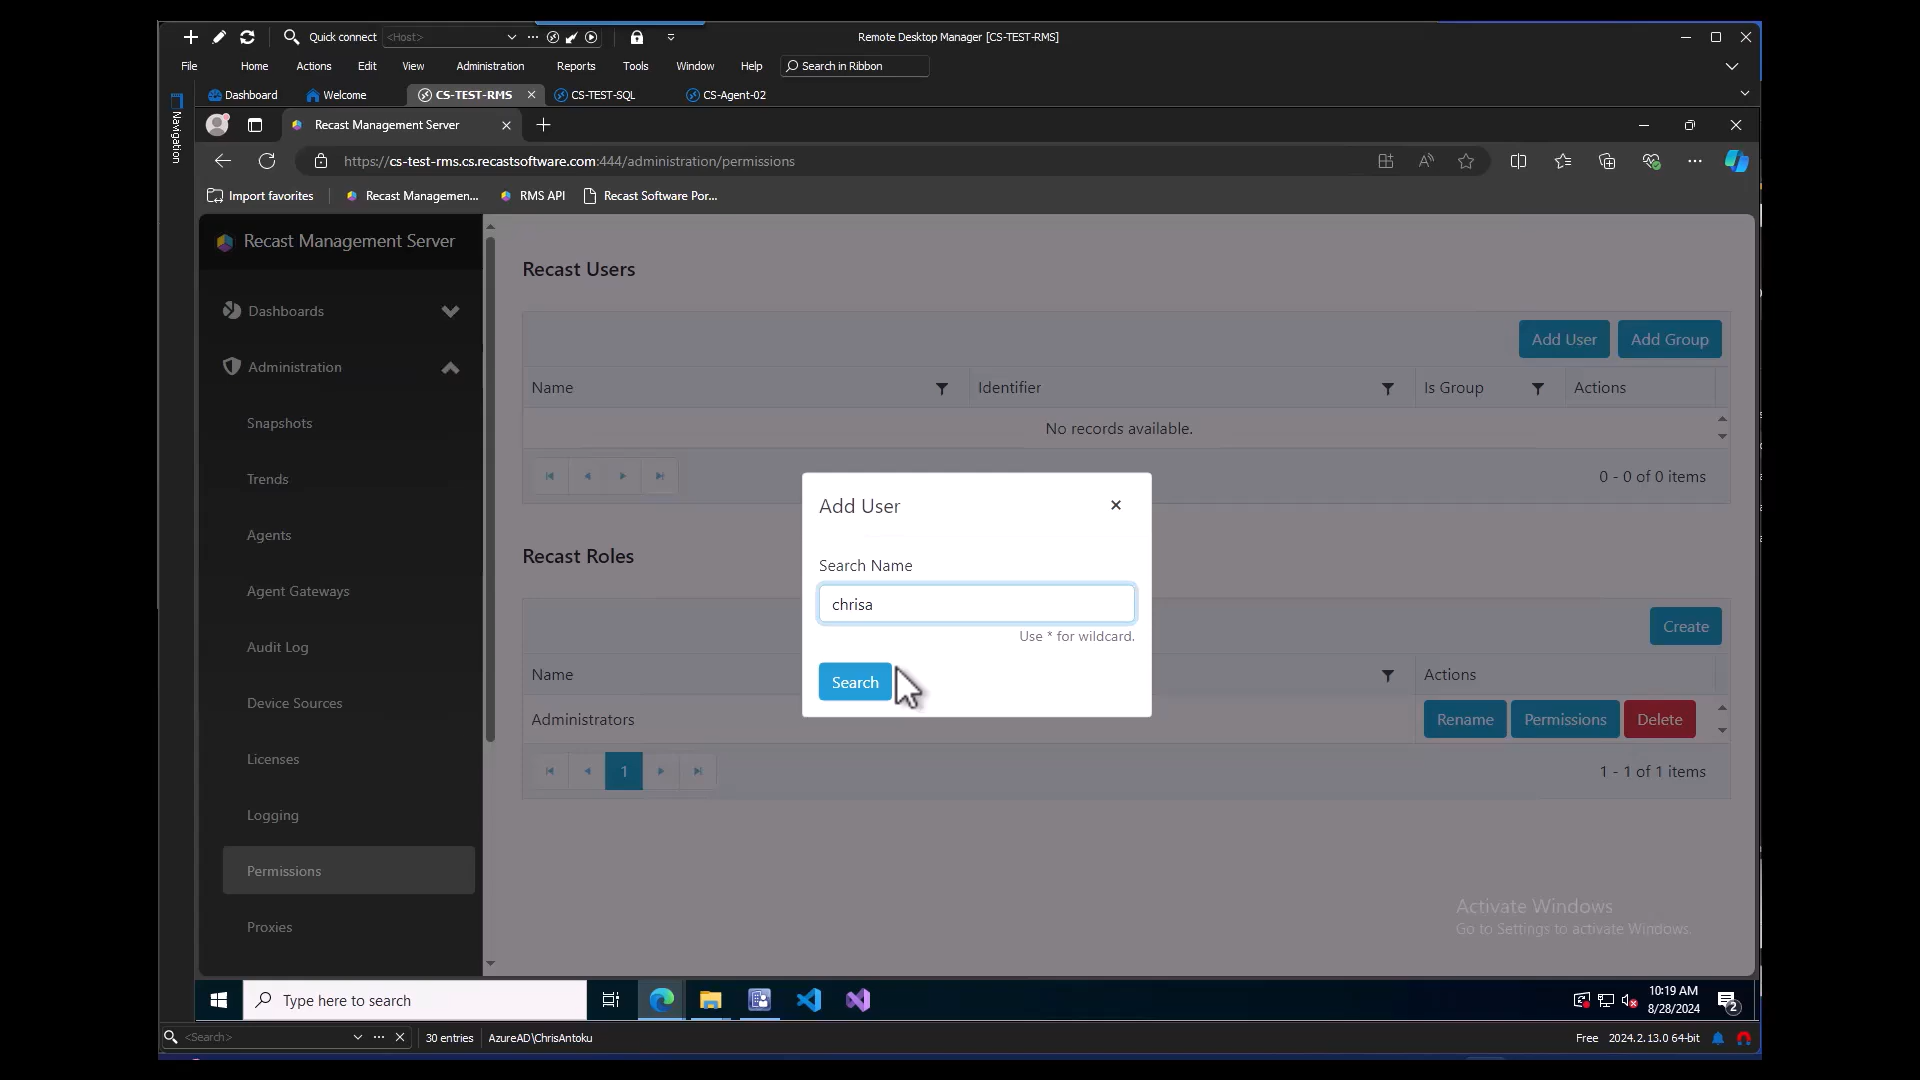 Quick connect <Host>
Remote Desktop Manager [CS-TEST-RMS]
File Home Actions Edit View Administration Reports Tools Window Help Search in Ribbon
Dashboard Welcome CS-TEST-RMS CS-TEST-SQL CS-Agent-02
Navigation
Recast Management Server
https://cs-test-rms.cs.recastsoftware.com:444/administration/permissions
Import favorites Recast Managemen... RMS API Recast Software Por...
Recast Management Server
Dashboards
Administration
Snapshots
Trends
Agents
Agent Gateways
Audit Log
Device Sources
Licenses
Logging
Permissions
Proxies
Recast Users
Add User Add Group
Name Identifier Is Group Actions
No records available.
0 - 0 of 0 items
Add User
Search Name
chrisa
Use * for wildcard.
Search
Recast Roles
Create
Name Actions
Administrators Rename Permissions Delete
1 1 - 1 of 1 items
Activate Windows
Go to Settings to activate Windows.
Type here to search
10:19 AM
8/28/2024
2
<Search> 30 entries AzureAD\ChrisAntoku Free 2024.2.13.0 64-bit